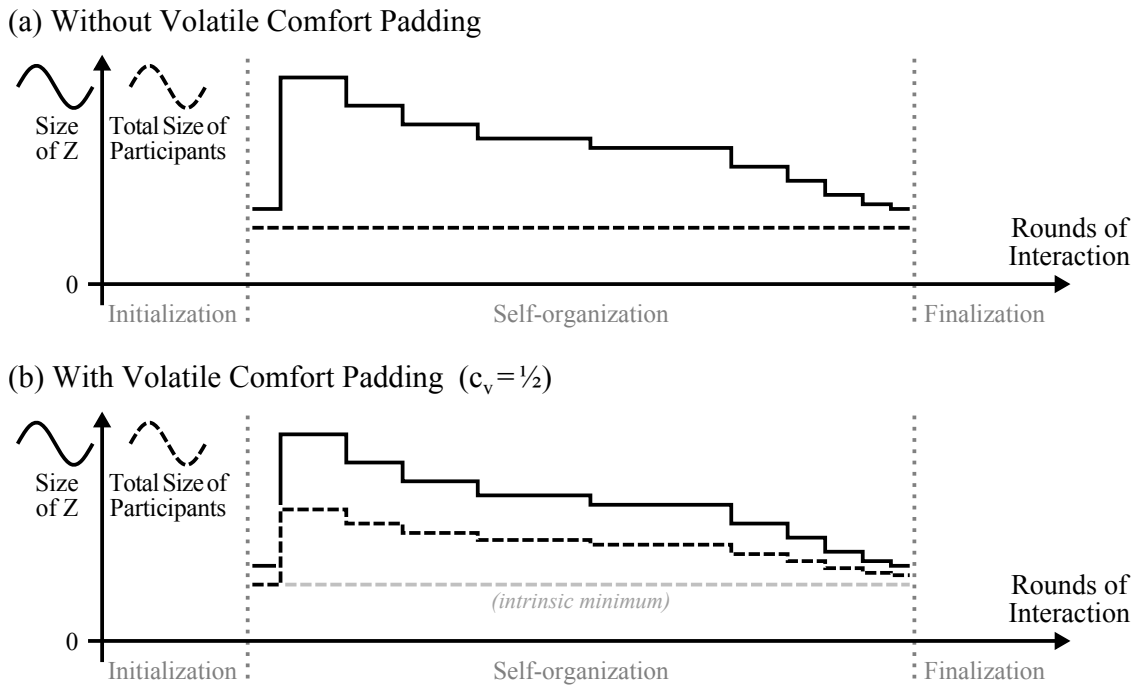 (a) Without Volatile Comfort Padding
Size
of Z
Total Size of
Participants
Rounds of
Interaction
0
Initialization
Self-organization
Finalization
(b) With Volatile Comfort Padding (cᵥ = ½)
Size
of Z
Total Size of
Participants
(intrinsic minimum)
Rounds of
Interaction
0
Initialization
Self-organization
Finalization